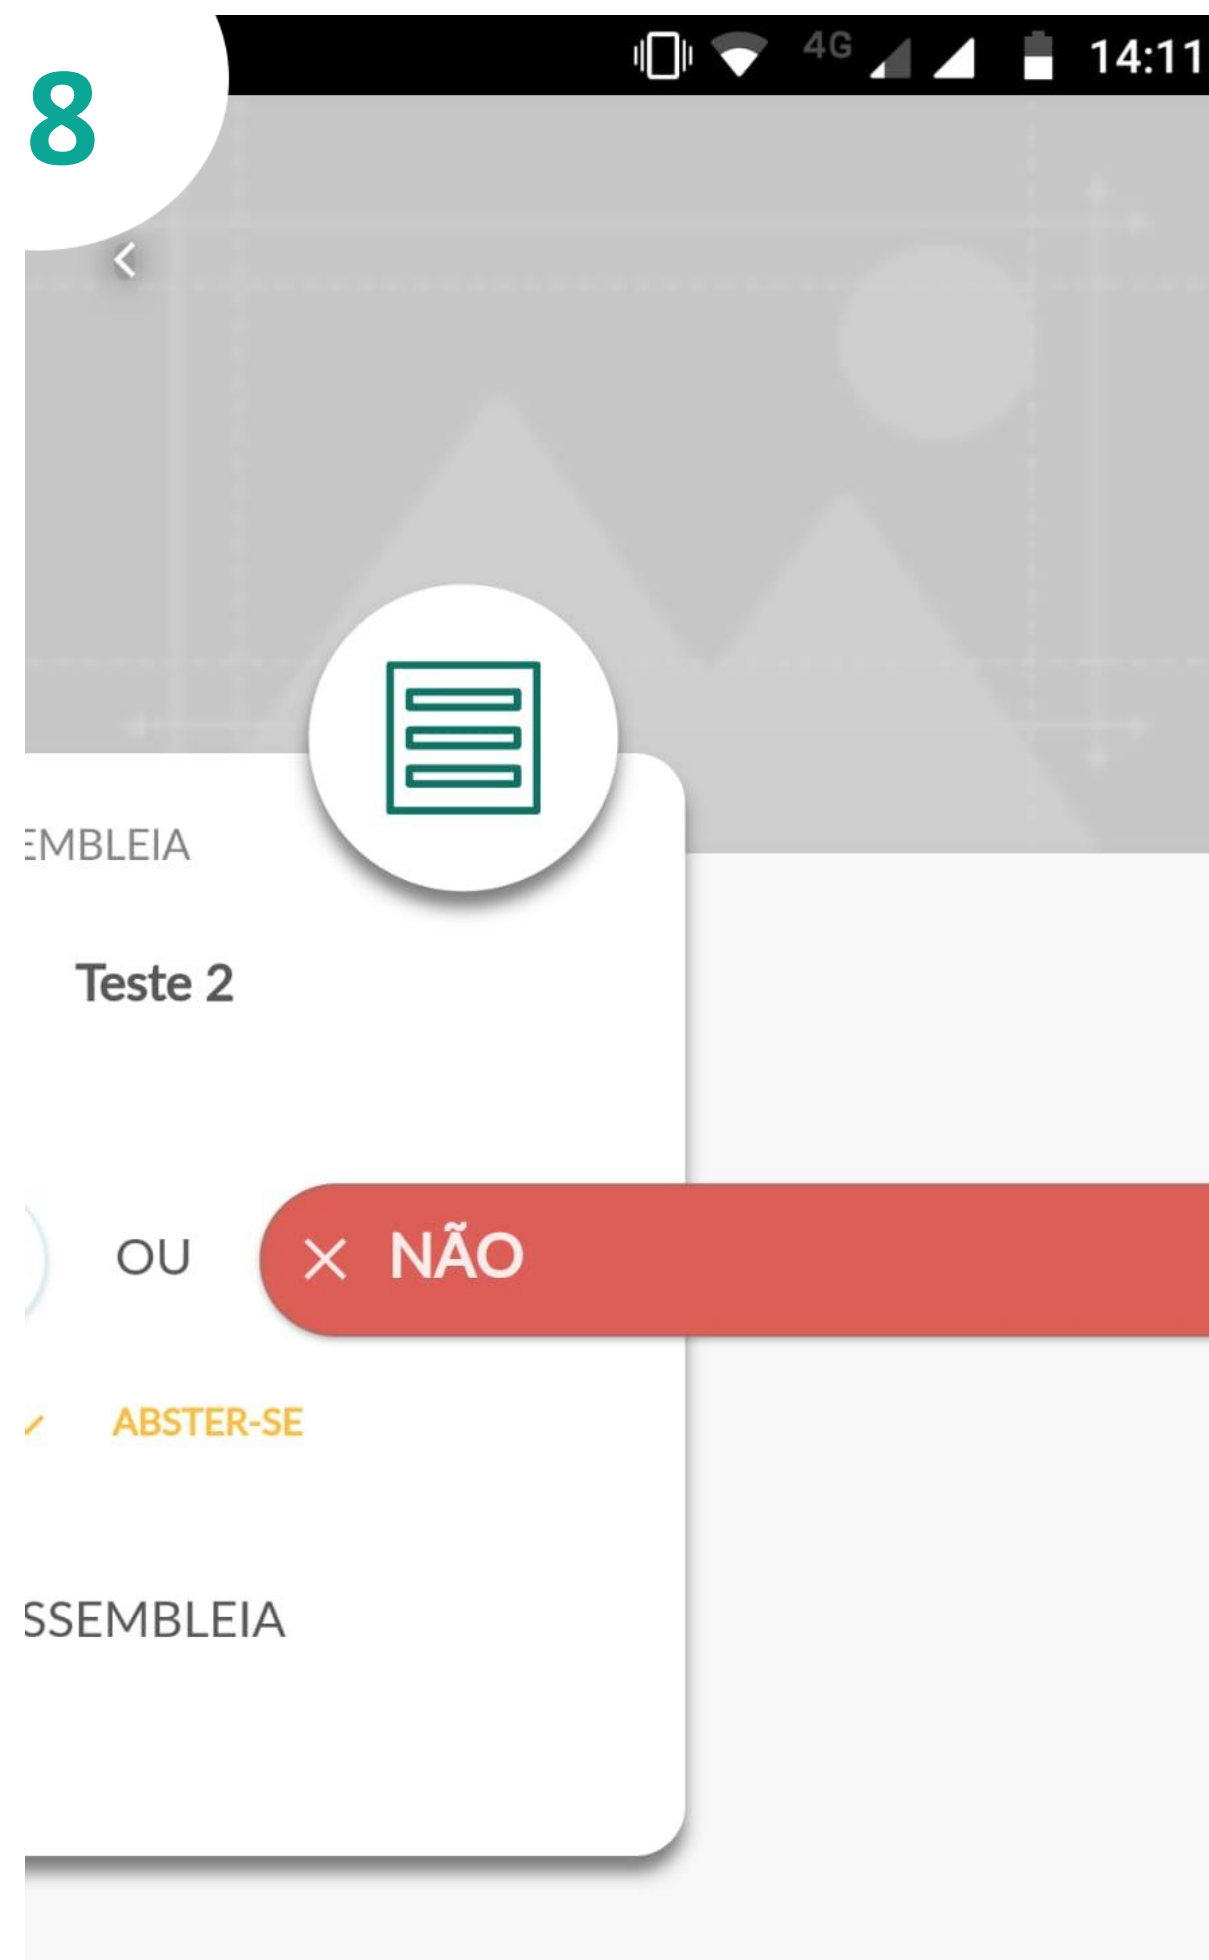 8
4G 14:11
EMBLEIA
Teste 2
OU NÃO
ABSTER-SE
SSEMBLEIA